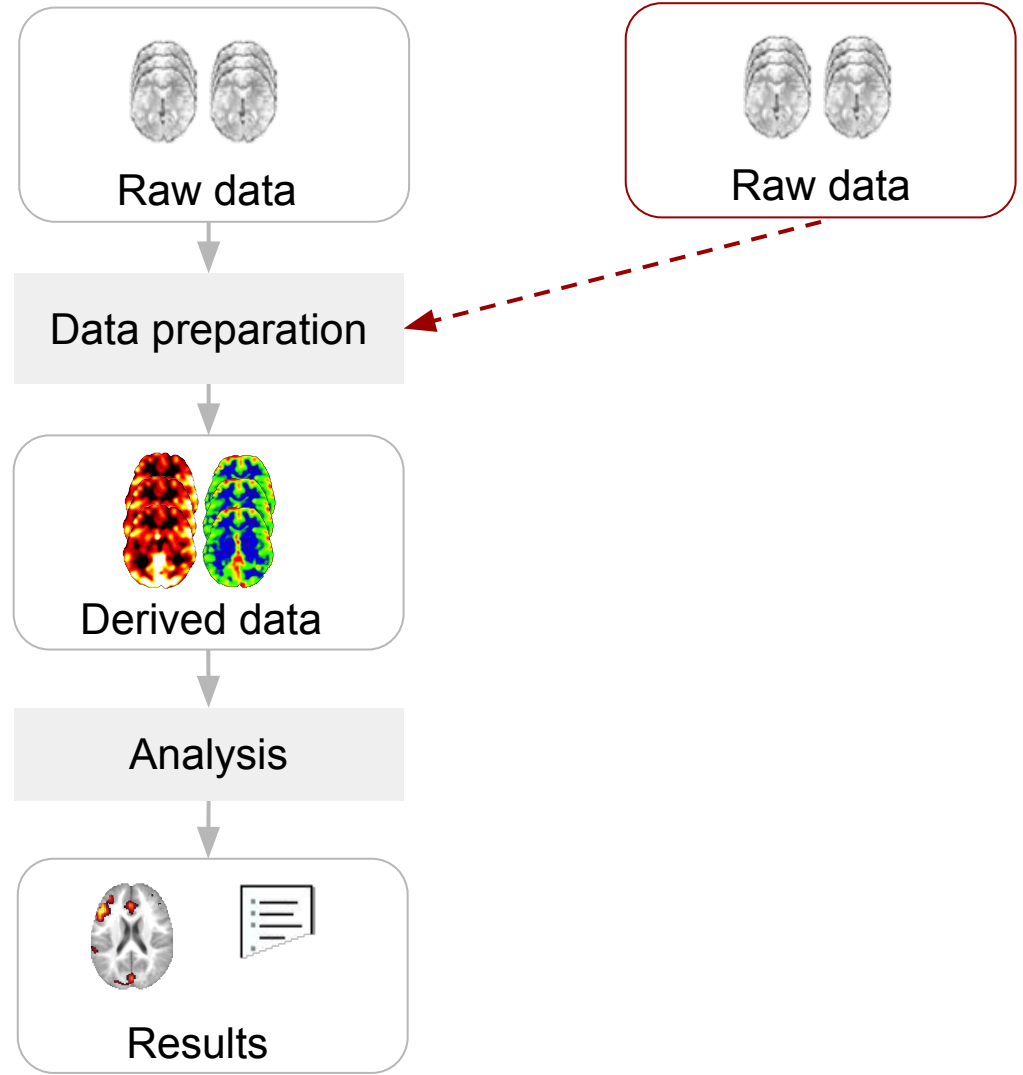 Raw data
Raw data
Data preparation
Derived data
Analysis
Results